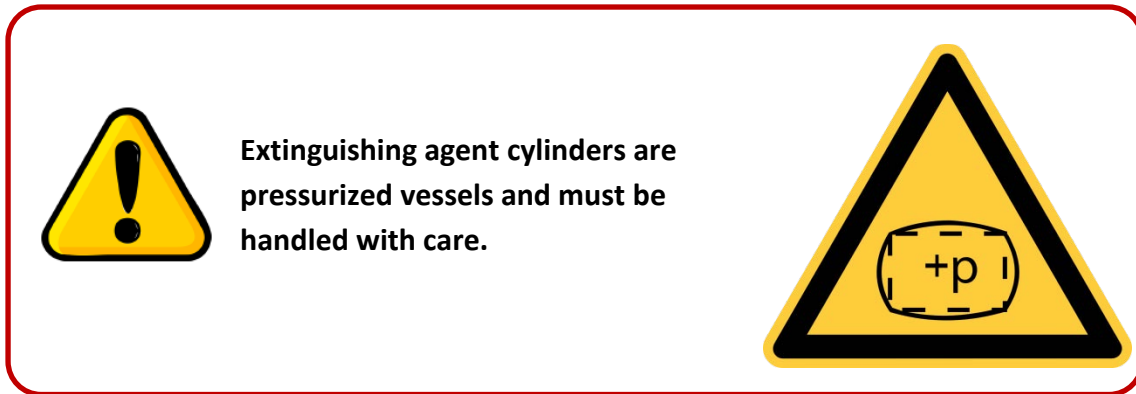 Extinguishing agent cylinders are
pressurized vessels and must be
handled with care.
+p